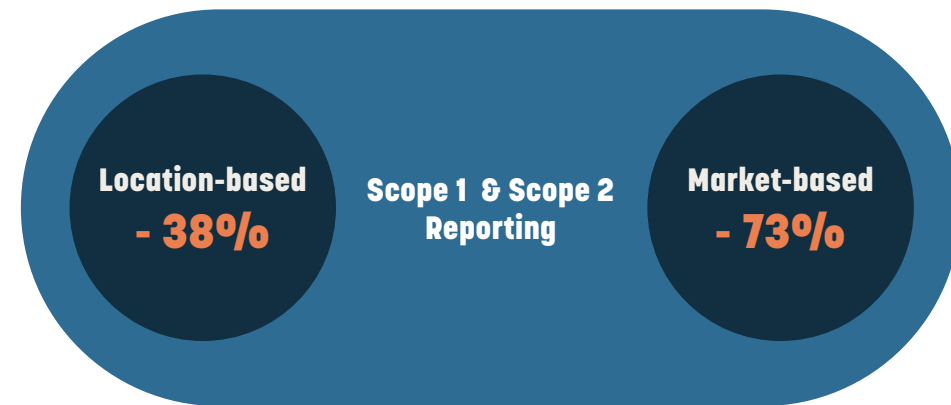 Location-based
- 38%
Scope 1 & Scope 2
Reporting
Market-based
- 73%